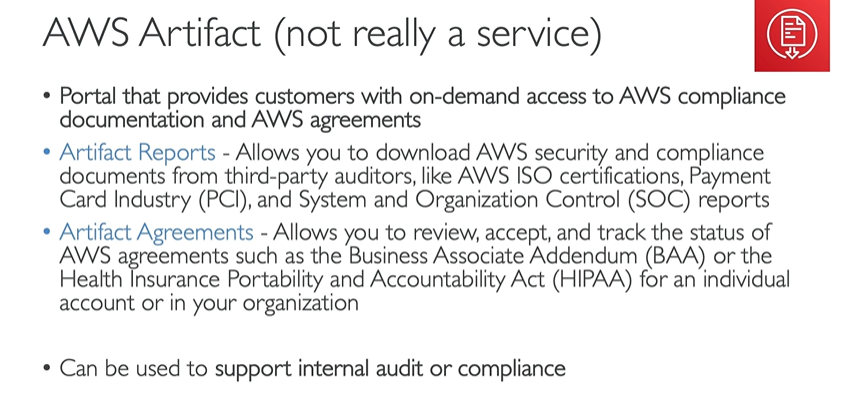 AWS Artifact (not really a service)
• Portal that provides customers with on-demand access to AWS compliance
documentation and AWS agreements
• Artifact Reports - Allows you to download AWS security and compliance
documents from third-party auditors, like AWS ISO certifications, Payment
Card Industry (PCI), and System and Organization Control (SOC) reports
• Artifact Agreements - Allows you to review, accept, and track the status of
AWS agreements such as the Business Associate Addendum (BAA) or the
Health Insurance Portability and Accountability Act (HIPAA) for an individual
account or in your organization
• Can be used to support internal audit or compliance